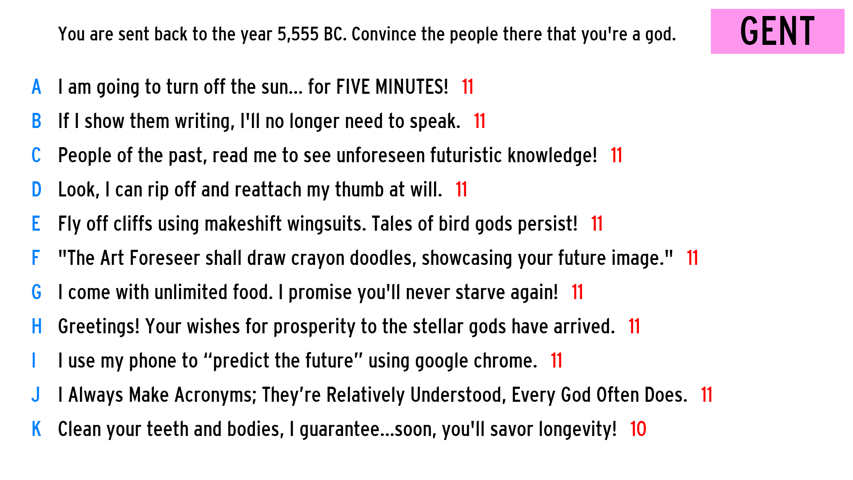 You are sent back to the year 5,555 BC. Convince the people there that you're a god.
GENT
A I am going to turn off the sun... for FIVE MINUTES! 11
B If I show them writing, I'll no longer need to speak. 11
C People of the past, read me to see unforeseen futuristic knowledge! 11
D Look, I can rip off and reattach my thumb at will. 11
E Fly off cliffs using makeshift wingsuits. Tales of bird gods persist! 11
F "The Art Foreseer shall draw crayon doodles, showcasing your future image." 11
G I come with unlimited food. I promise you'll never starve again! 11
H Greetings! Your wishes for prosperity to the stellar gods have arrived. 11
I I use my phone to “predict the future” using google chrome. 11
J I Always Make Acronyms; They’re Relatively Understood, Every God Often Does. 11
K Clean your teeth and bodies, I guarantee...soon, you'll savor longevity! 10